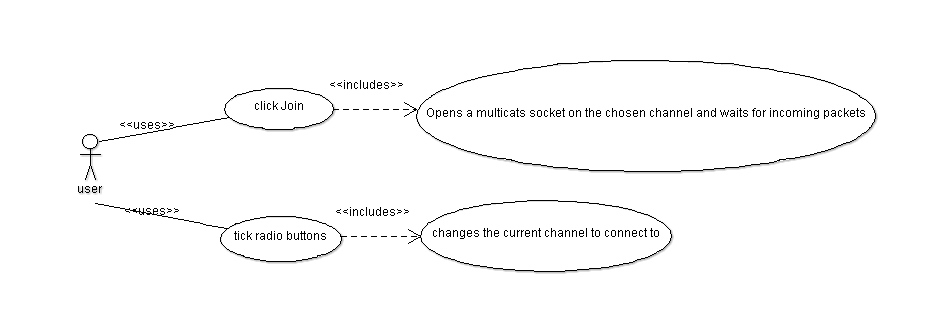 <<includes>>
click Join
Opens a multicats socket on the chosen channel and waits for incoming packets
<<uses>>
user
<<uses>>
<<includes>>
tick radio buttons
changes the current channel to connect to